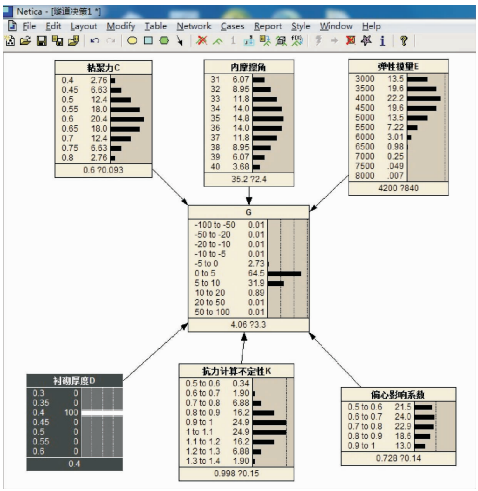 Netica - [隧道决策1 *]
File Edit Layout Modify Table Network Cases Report Style Window Help
粘聚力C
0.4 2.76
0.45 6.63
0.5 12.4
0.55 18.0
0.6 20.4
0.65 18.0
0.7 12.4
0.75 6.63
0.8 2.76
0.6 ?0.093
内摩擦角
31 6.07
32 8.95
33 11.8
34 14.0
35 14.8
36 14.0
37 11.8
38 8.95
39 6.07
40 3.68
35.2 ?2.4
弹性模量E
3000 13.5
3500 19.6
4000 22.2
4500 19.6
5000 13.5
5500 7.22
6000 3.01
6500 0.98
7000 0.25
7500 .049
8000 .007
4200 ?840
G
-100 to -50 0.01
-50 to -20 0.01
-20 to -10 0.01
-10 to -5 0.01
-5 to 0 2.73
0 to 5 64.5
5 to 10 31.9
10 to 20 0.89
20 to 50 0.01
50 to 100 0.01
4.06 ?3.3
衬砌厚度D
0.3 0
0.35 0
0.4 100
0.45 0
0.5 0
0.55 0
0.6 0
0.4
抗力计算不定性K
0.5 to 0.6 0.34
0.6 to 0.7 1.90
0.7 to 0.8 6.88
0.8 to 0.9 16.2
0.9 to 1 24.9
1 to 1.1 24.9
1.1 to 1.2 16.2
1.2 to 1.3 6.88
1.3 to 1.4 1.90
0.998 ?0.15
偏心影响系数
0.5 to 0.6 21.5
0.6 to 0.7 24.0
0.7 to 0.8 22.9
0.8 to 0.9 18.6
0.9 to 1 13.0
0.728 ?0.14